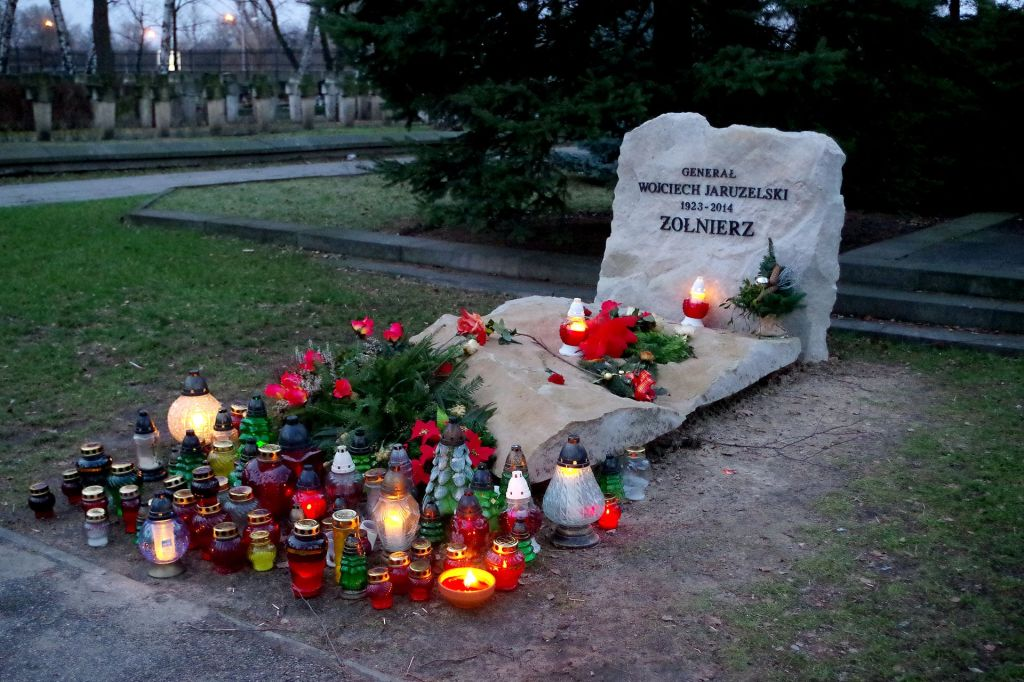 GENERAŁ
WOJCIECH JARUZELSKI
1923-2014
ŻOŁNIERZ